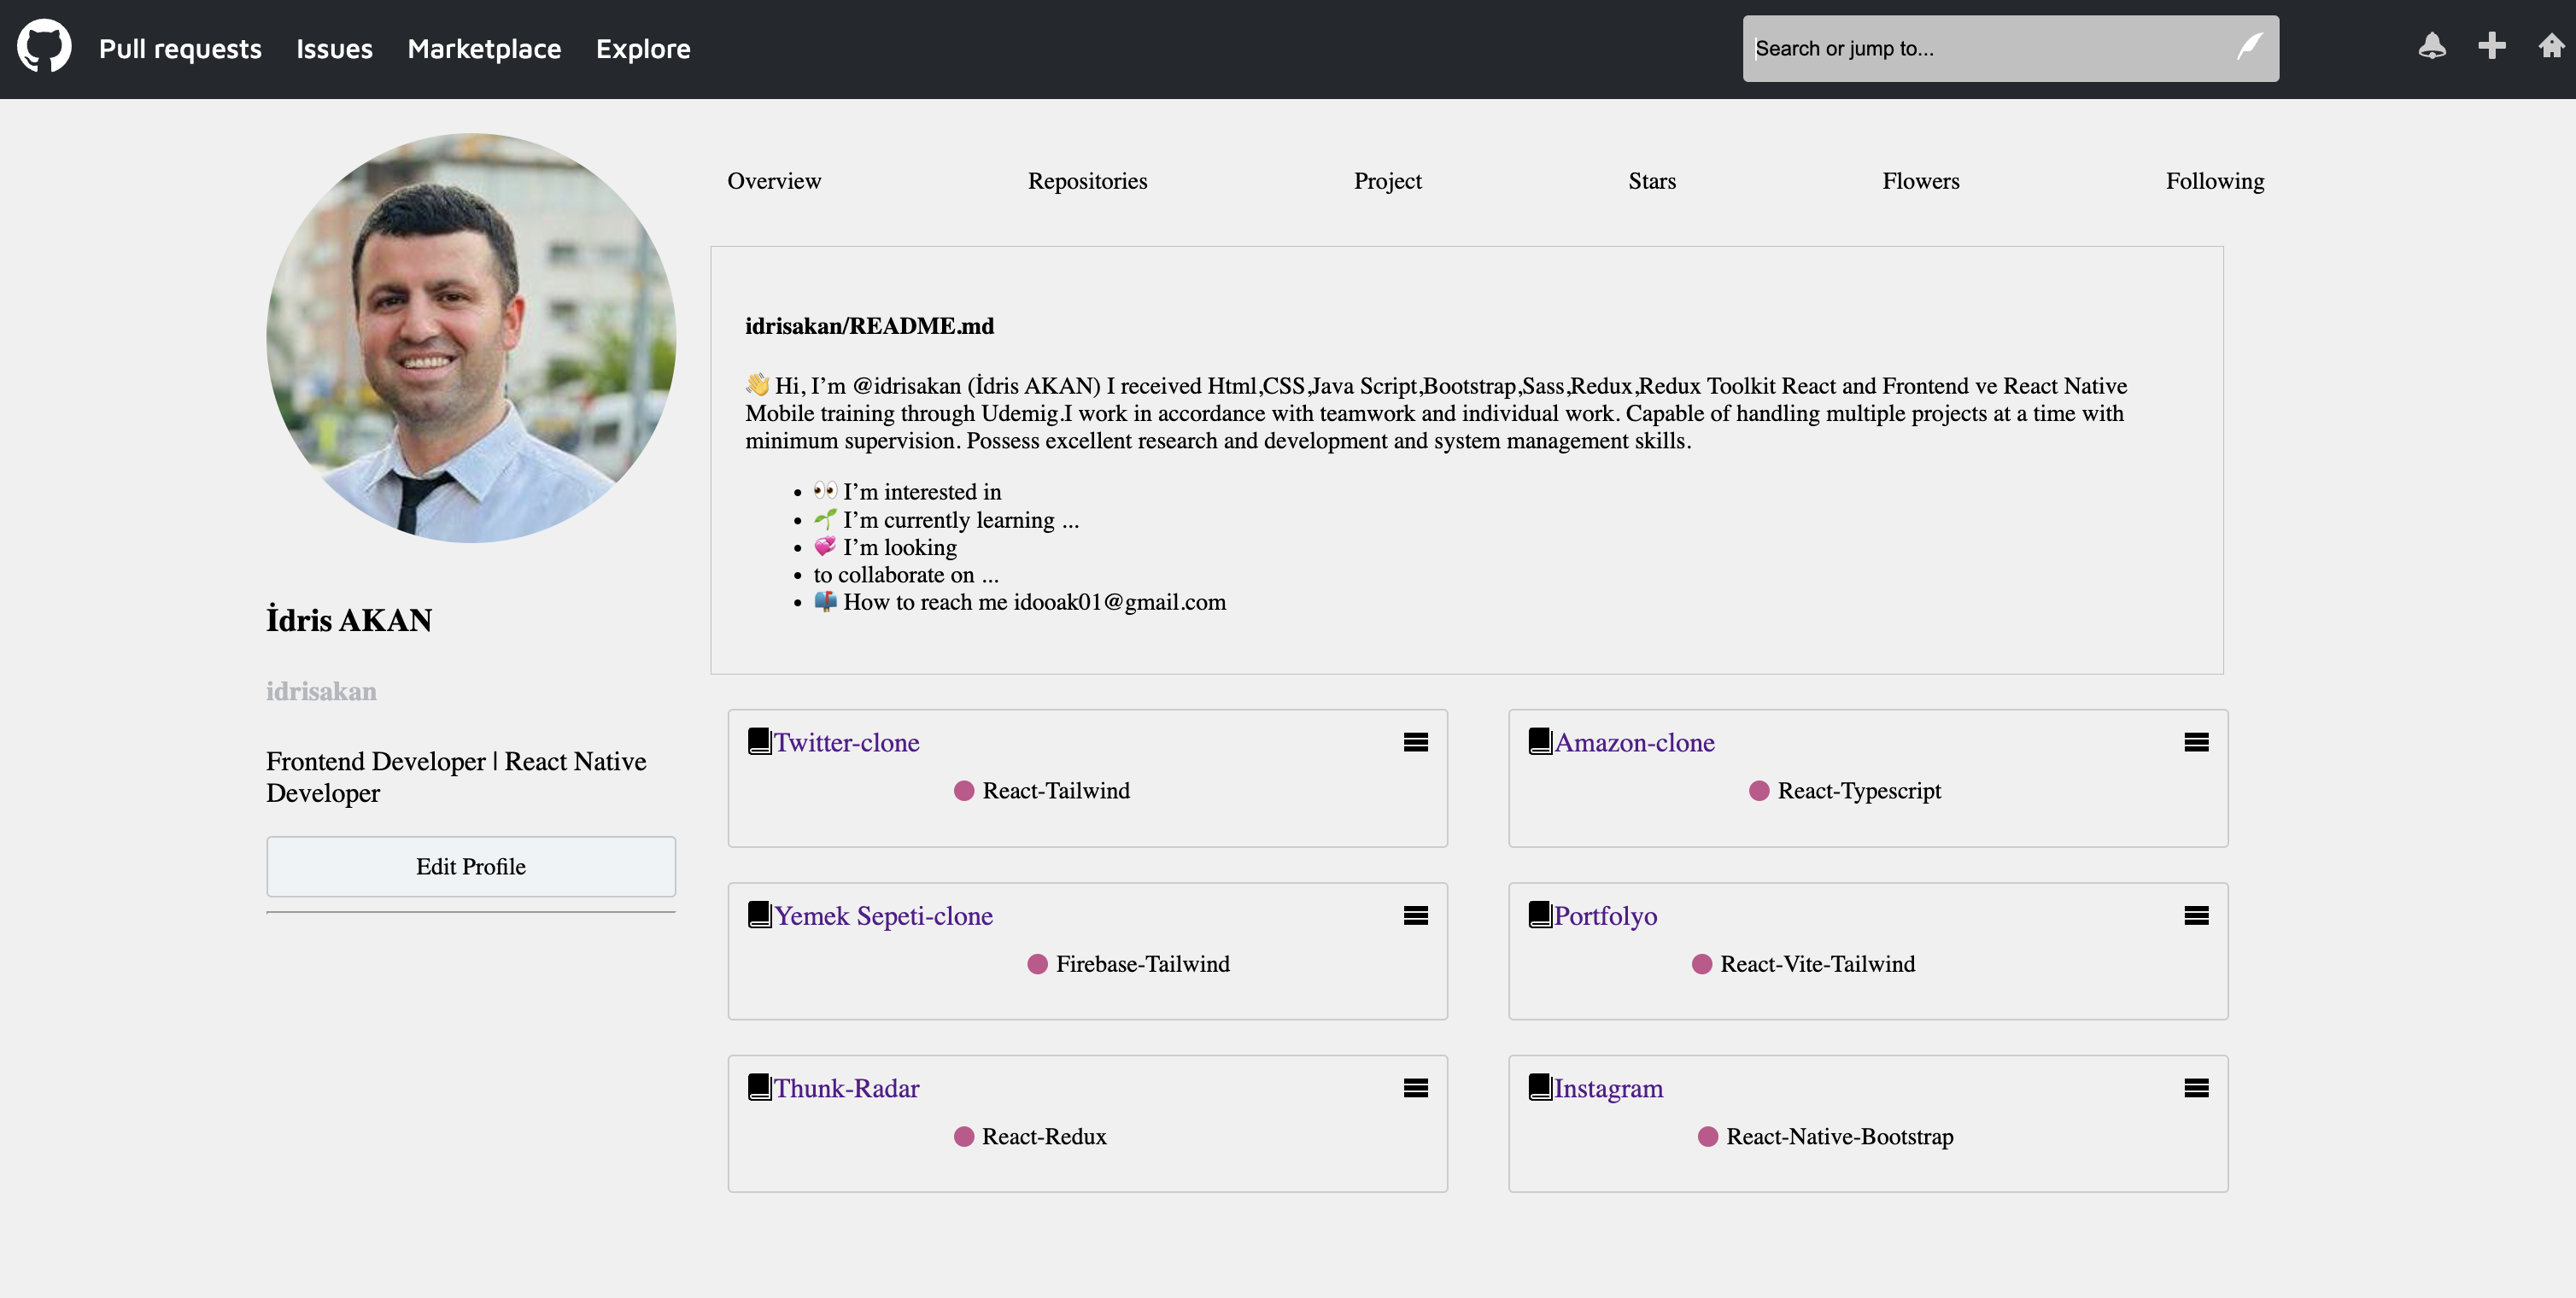 Pull requests Issues Marketplace Explore Search or jump to...
Overview Repositories Project Stars Flowers Following
idrisakan/README.md
👋 Hi, I’m @idrisakan (İdris AKAN) I received Html,CSS,Java Script,Bootstrap,Sass,Redux,Redux Toolkit React and Frontend ve React Native
Mobile training through Udemig.I work in accordance with teamwork and individual work. Capable of handling multiple projects at a time with
minimum supervision. Possess excellent research and development and system management skills.
• 👀 I’m interested in
• 🌱 I’m currently learning ...
• 💞️ I’m looking
• to collaborate on ...
• 📫 How to reach me idooak01@gmail.com
İdris AKAN
idrisakan
Frontend Developer | React Native
Developer
Edit Profile
Twitter-clone
React-Tailwind
Amazon-clone
React-Typescript
Yemek Sepeti-clone
Firebase-Tailwind
Portfolyo
React-Vite-Tailwind
Thunk-Radar
React-Redux
Instagram
React-Native-Bootstrap